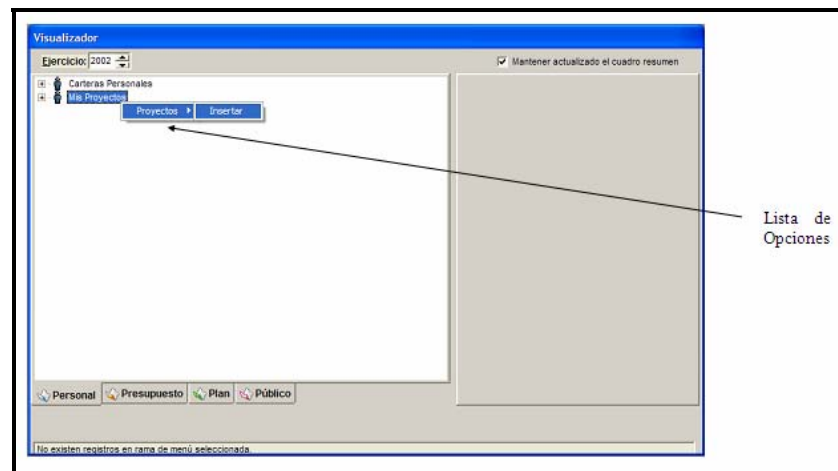 Visualizador
Ejercicio: 2002
Mantener actualizado el cuadro resumen
Carteras Personales
Mis Proyectos
Proyectos Insertar
Lista de
Opciones
Personal Presupuesto Plan Público
No existen registros en rama de menú seleccionada.